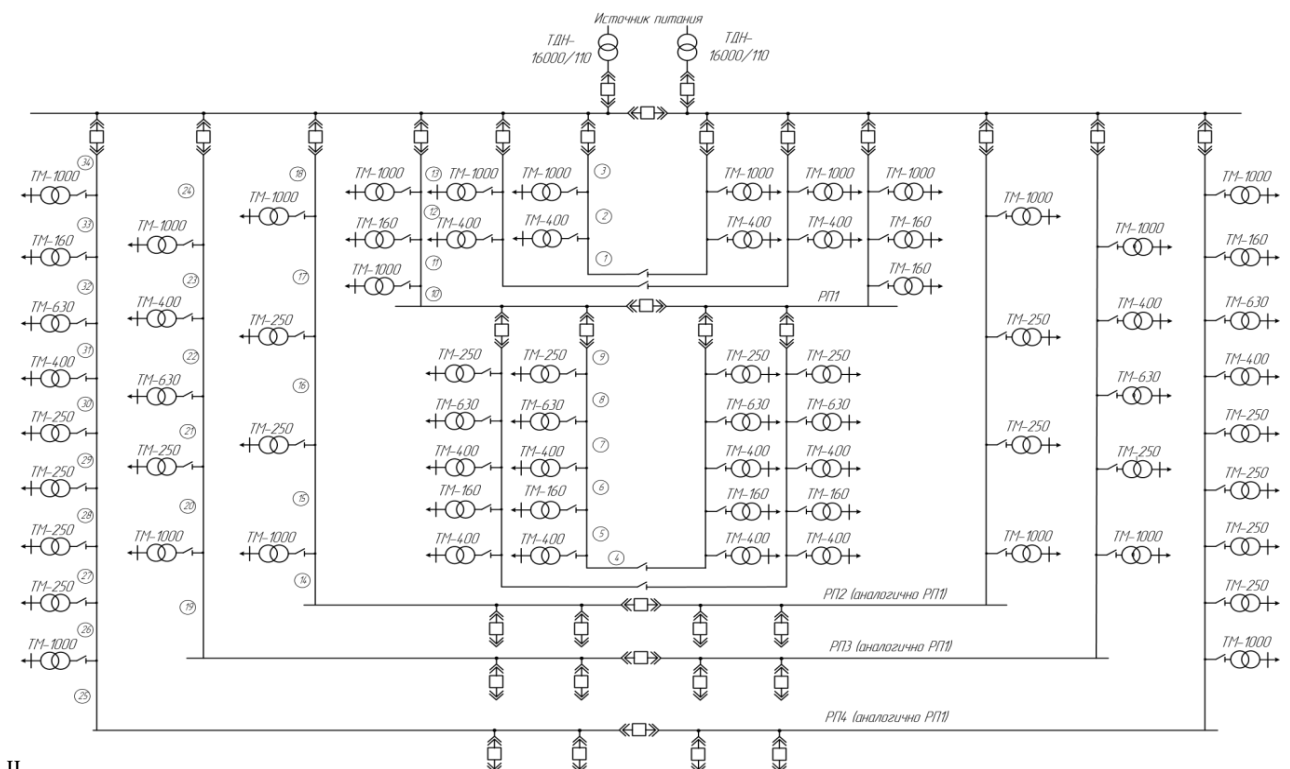 Источник питания
ТДН-
16000/110
ТДН-
16000/110
34
24
18
13
3
ТМ-1000
ТМ-1000
ТМ-1000
ТМ-1000
ТМ-1000
ТМ-1000
ТМ-1000
ТМ-1000
ТМ-1000
ТМ-1000
ТМ-1000
33
12
2
ТМ-160
ТМ-1000
ТМ-160
ТМ-400
ТМ-400
ТМ-400
ТМ-400
ТМ-160
ТМ-1000
ТМ-160
11
1
32
23
17
ТМ-1000
10
ТМ-160
РП1
ТМ-630
ТМ-400
ТМ-250
ТМ-250
ТМ-400
ТМ-630
31
22
9
ТМ-400
ТМ-250
ТМ-250
ТМ-250
ТМ-250
ТМ-400
16
ТМ-630
8
ТМ-630
30
ТМ-630
ТМ-630
ТМ-630
ТМ-630
ТМ-250
21
ТМ-250
7
ТМ-250
ТМ-250
29
ТМ-250
ТМ-400
ТМ-400
ТМ-400
ТМ-400
ТМ-250
ТМ-250
6
ТМ-250
28
20
15
ТМ-160
ТМ-160
ТМ-160
ТМ-160
ТМ-250
ТМ-1000
ТМ-1000
5
ТМ-400
ТМ-400
ТМ-400
ТМ-400
ТМ-1000
ТМ-1000
ТМ-250
4
27
14
ТМ-250
19
РП2 (аналогично РП1)
ТМ-250
26
ТМ-1000
РП3 (аналогично РП1)
ТМ-1000
25
РП4 (аналогично РП1)
Ц